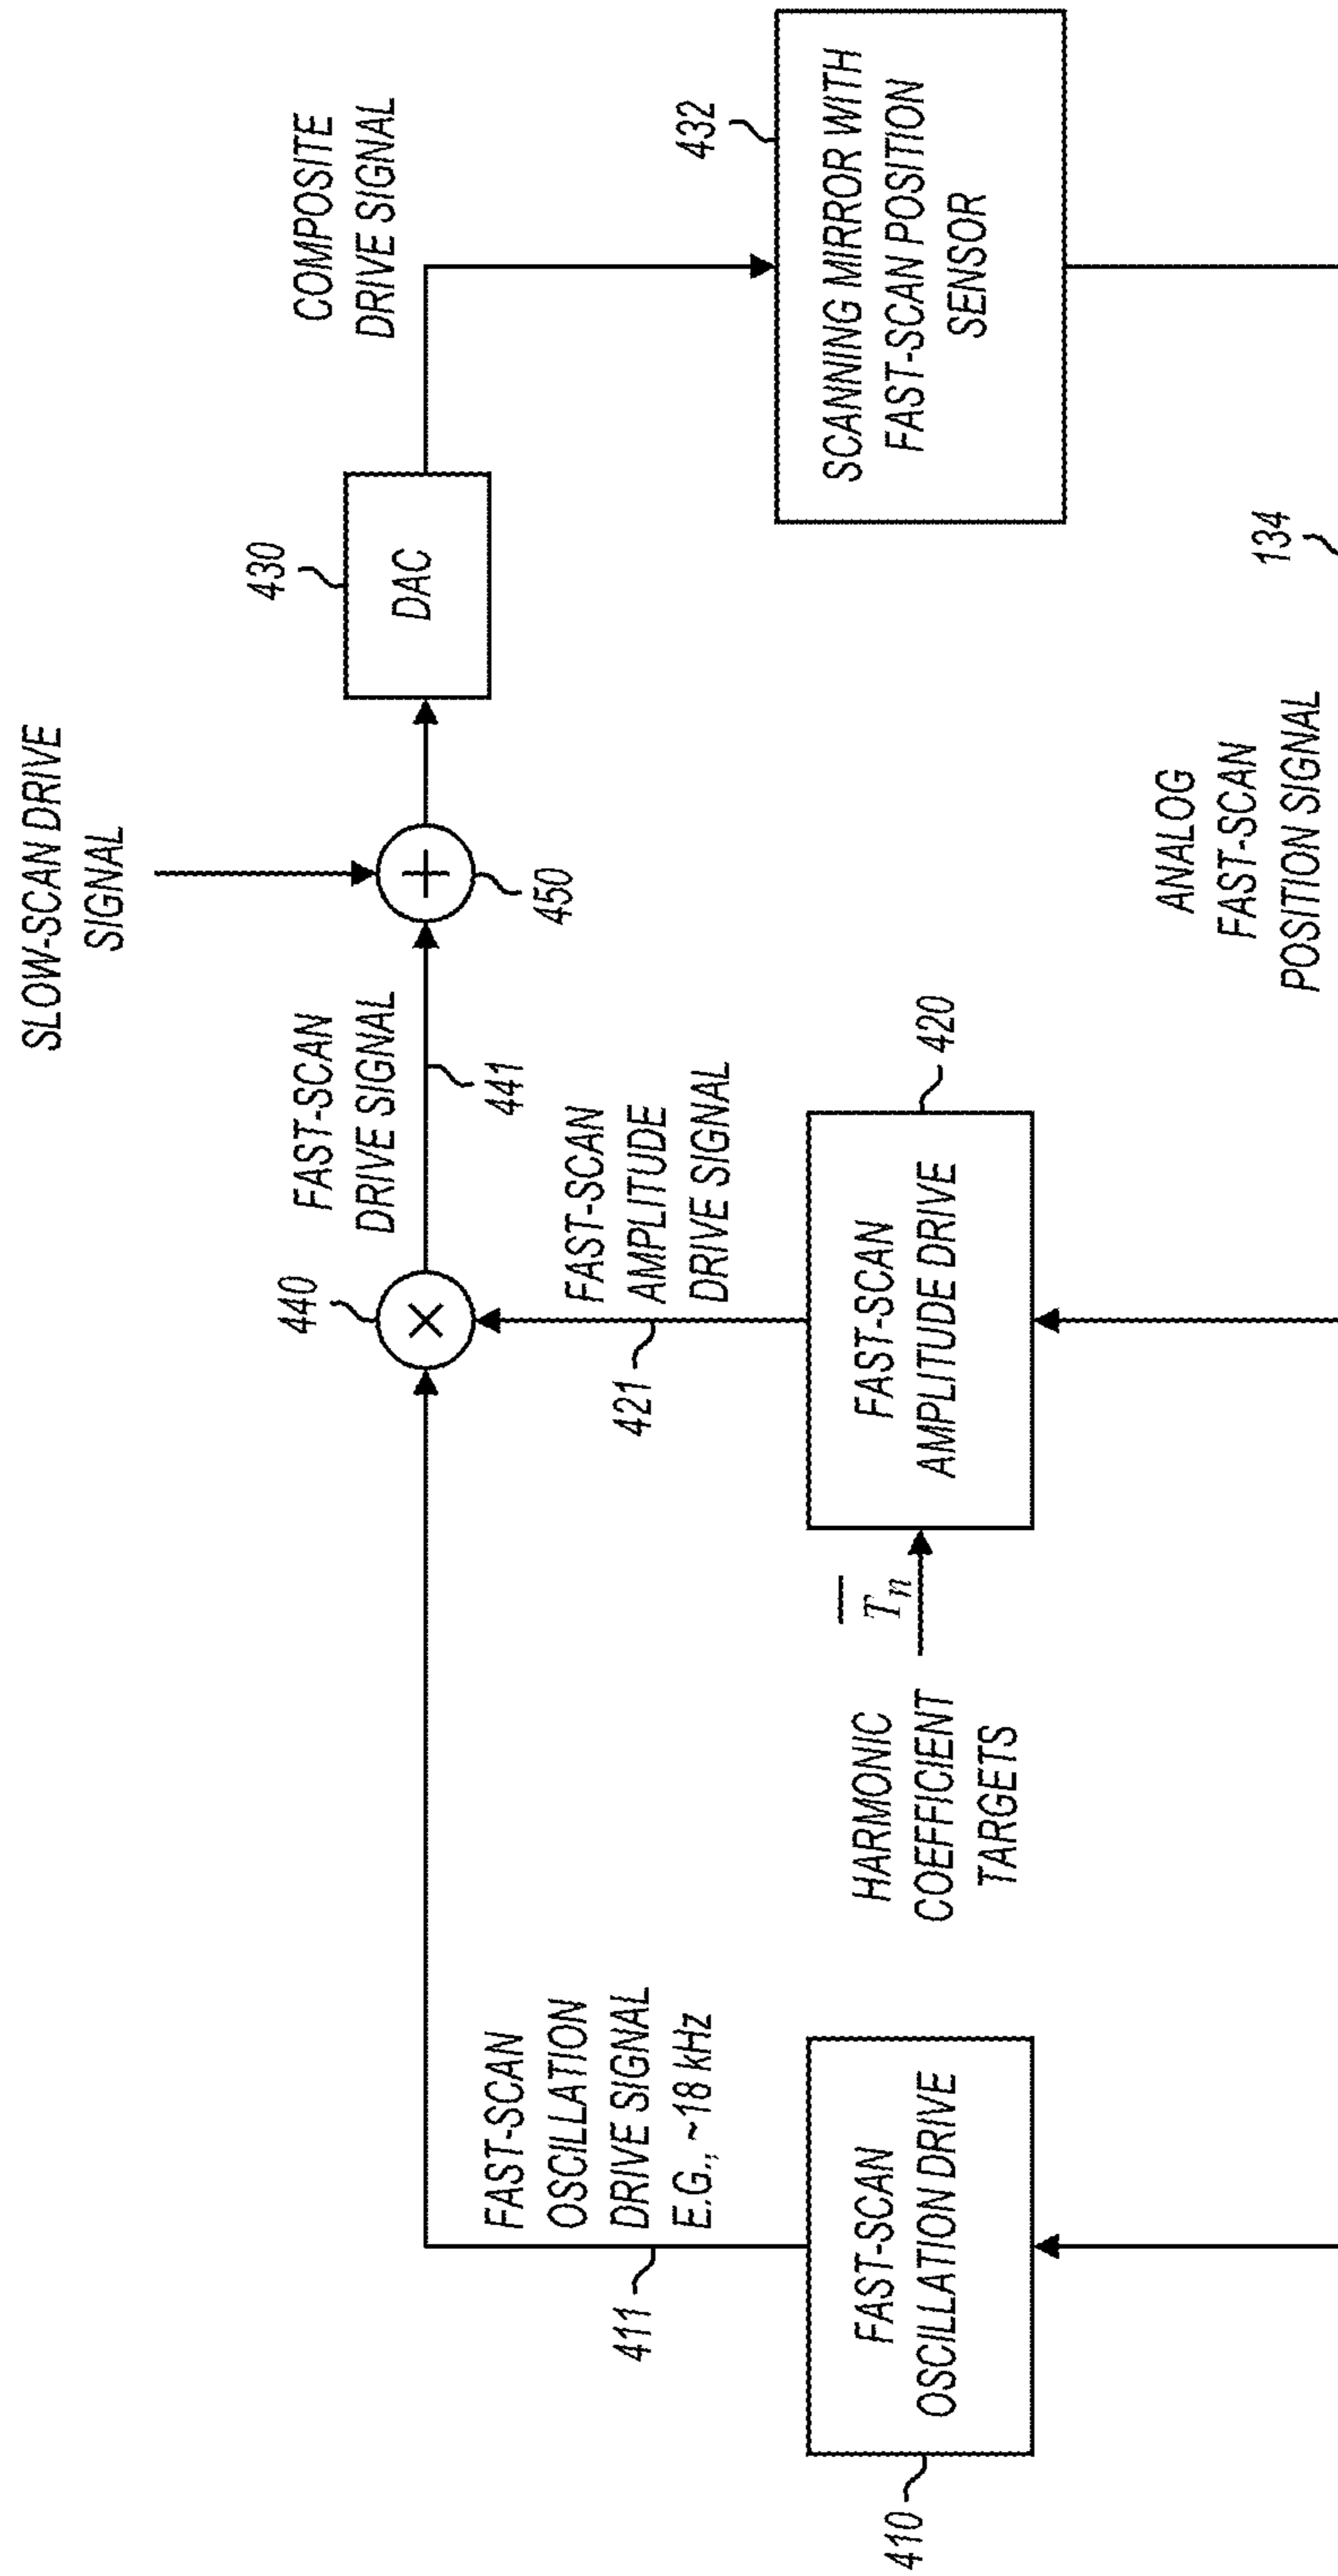 SLOW-SCAN DRIVE
SIGNAL
FAST-SCAN
DRIVE SIGNAL
COMPOSITE
DRIVE SIGNAL
440
×
441
+
450
430
DAC
FAST-SCAN
OSCILLATION
DRIVE SIGNAL
E.G., ~18 kHz
411
FAST-SCAN
AMPLITUDE
DRIVE SIGNAL
421
432
SCANNING MIRROR WITH
FAST-SCAN POSITION
SENSOR
410
FAST-SCAN
OSCILLATION DRIVE
HARMONIC
COEFFICIENT
TARGETS
T̅n
FAST-SCAN
AMPLITUDE DRIVE
420
ANALOG
FAST-SCAN
POSITION SIGNAL
134